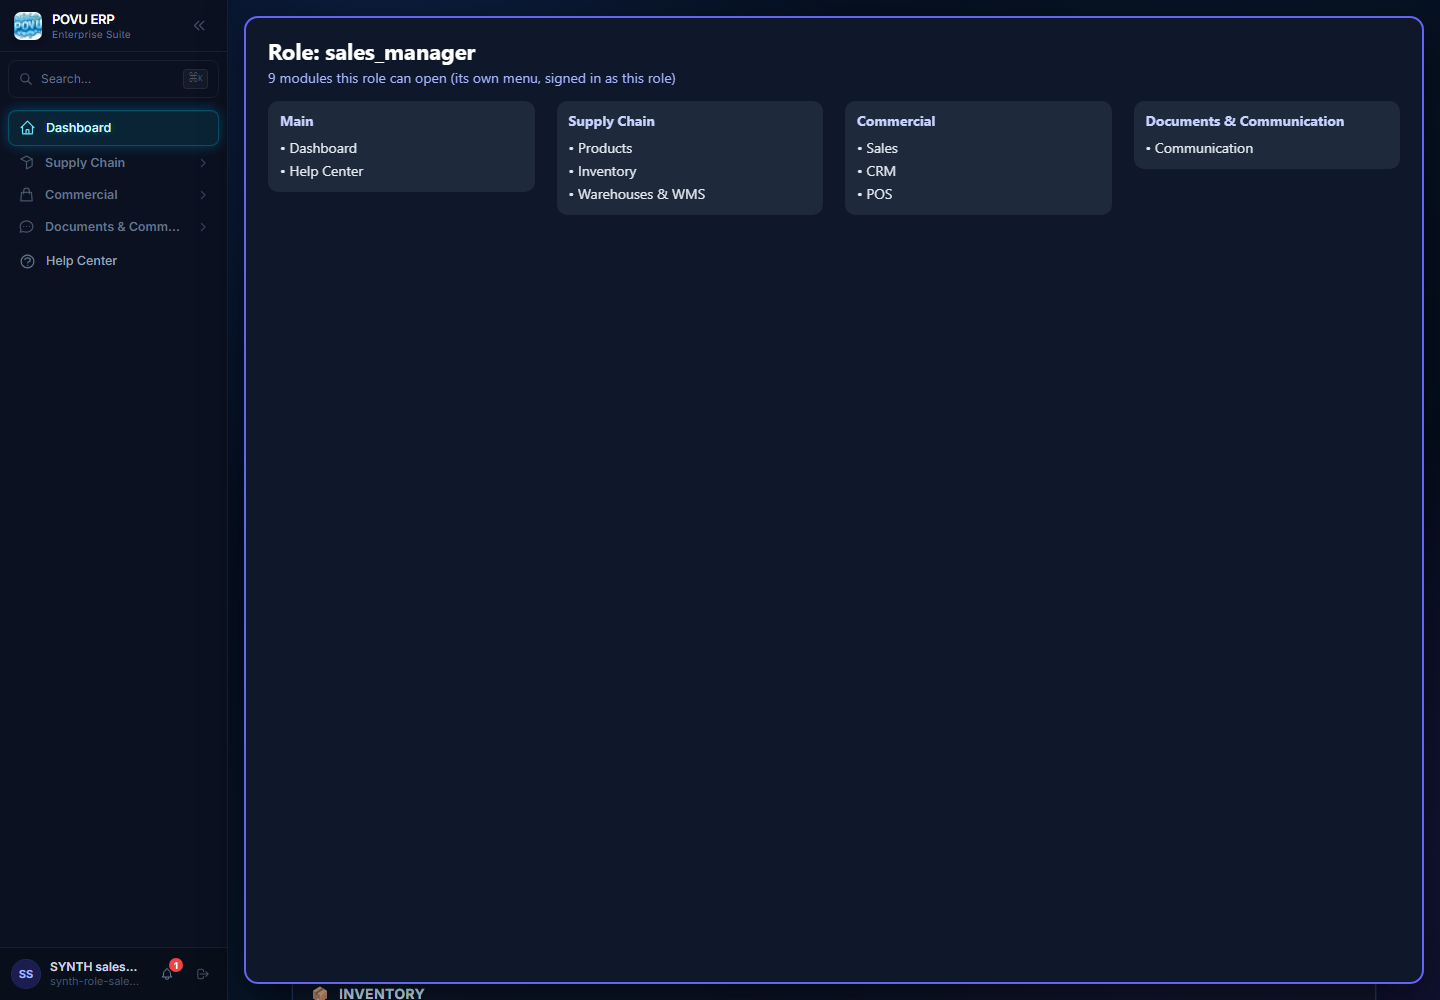 POVU ERP
Enterprise Suite
Search...
⌘K
Dashboard
Supply Chain
Commercial
Documents & Comm...
Help Center
Role: sales_manager
9 modules this role can open (its own menu, signed in as this role)
Main
• Dashboard
• Help Center
Supply Chain
• Products
• Inventory
• Warehouses & WMS
Commercial
• Sales
• CRM
• POS
Documents & Communication
• Communication
SS
SYNTH sales...
synth-role-sale...
1
INVENTORY